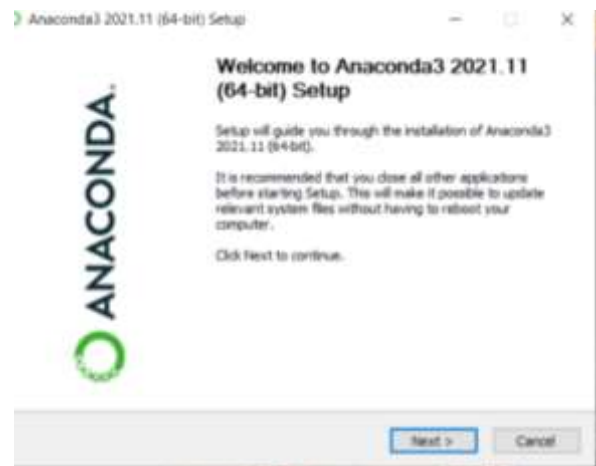 Anaconda3 2021.11 (64-bit) Setup
ANACONDA.
Welcome to Anaconda3 2021.11
(64-bit) Setup
Setup will guide you through the installation of Anaconda3
2021.11 (64-bit).
It is recommended that you close all other applications
before starting Setup. This will make it possible to update
relevant system files without having to reboot your
computer.
Click Next to continue.
Next >
Cancel